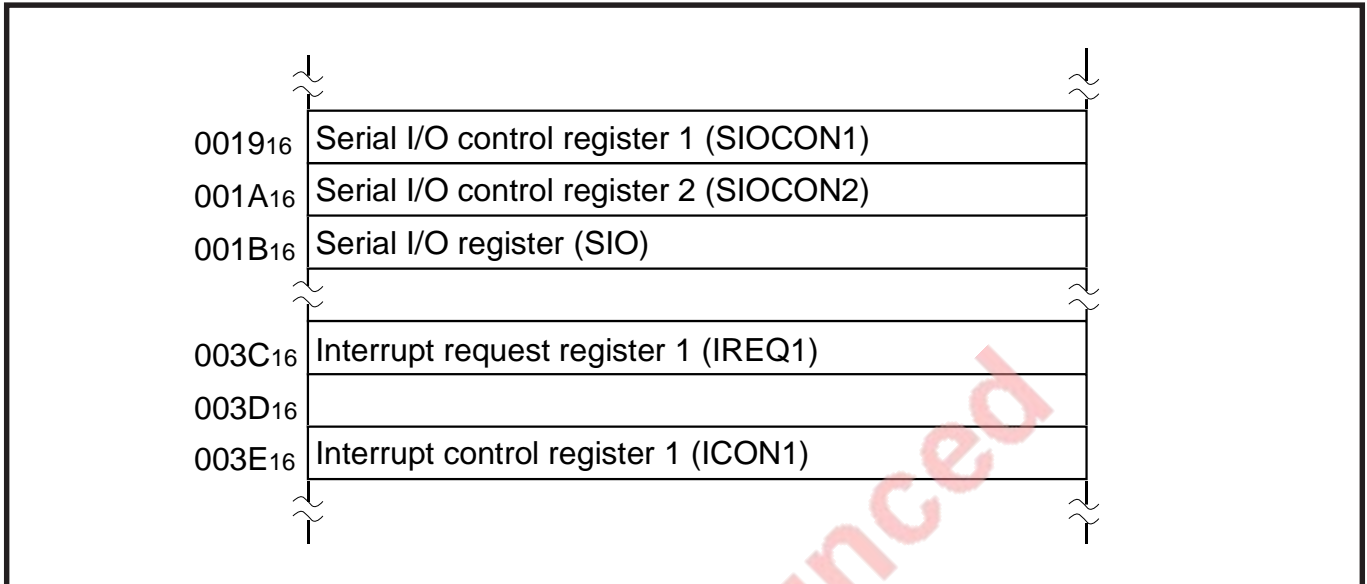 0019₁₆ Serial I/O control register 1 (SIOCON1)
001A₁₆ Serial I/O control register 2 (SIOCON2)
001B₁₆ Serial I/O register (SIO)
003C₁₆ Interrupt request register 1 (IREQ1)
003D₁₆
003E₁₆ Interrupt control register 1 (ICON1)